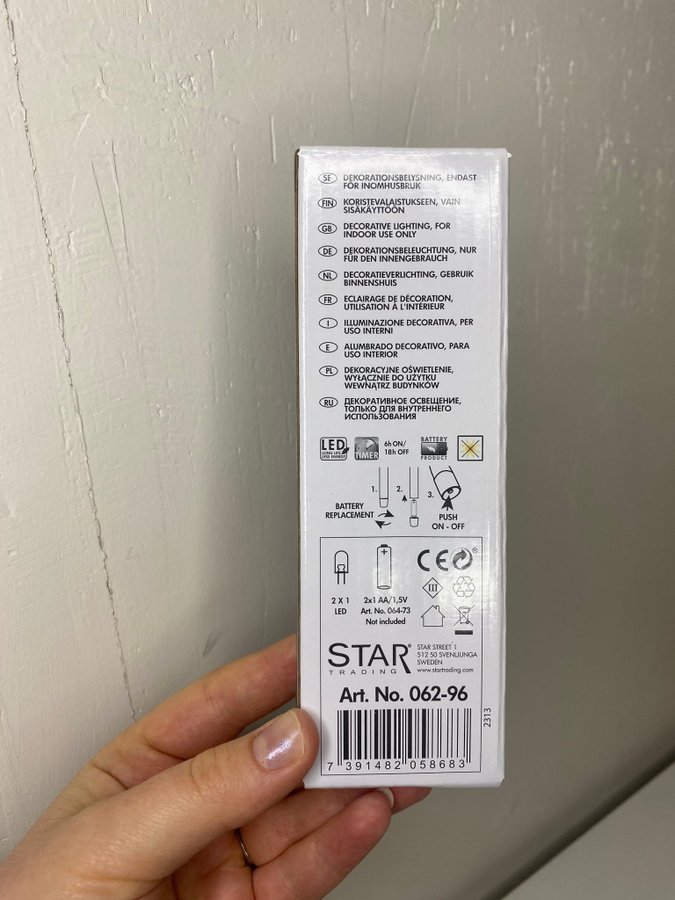 SE DEKORATIONSBELYSNING, ENDAST
FÖR INOMHUSBRUK
FIN KORISTEVALAISTUKSEEN, VAIN
SISÄKÄYTTÖÖN
GB DECORATIVE LIGHTING, FOR
INDOOR USE ONLY
DE DEKORATIONSBELEUCHTUNG, NUR
FÜR DEN INNENGEBRAUCH
NL DECORATIEVERLICHTING, GEBRUIK
BINNENSHUIS
FR ECLAIRAGE DE DÉCORATION,
UTILISATION À L'INTÉRIEUR
I ILLUMINAZIONE DECORATIVA, PER
USO INTERNI
E ALUMBRADO DECORATIVO, PARA
USO INTERIOR
PL DEKORACYJNE OŚWIETLENIE,
WYŁĄCZNIE DO UŻYTKU
WEWNĄTRZ BUDYNKÓW
RU ДЕКОРАТИВНОЕ ОСВЕЩЕНИЕ,
ТОЛЬКО ДЛЯ ВНУТРЕННЕГО
ИСПОЛЬЗОВАНИЯ
LED
LONG LIFE
LESS ENERGY
TIMER
6h ON/
18h OFF
BATTERY
PRODUCT
1. 2. 3.
BATTERY
REPLACEMENT
PUSH
ON - OFF
2 X 1
LED
+
2x1 AA/1,5V
Art. No. 064-73
Not included
CE
III
STAR®
TRADING
STAR STREET 1
512 50 SVENLJUNGA
SWEDEN
www.startrading.com
Art. No. 062-96
2313
7 391482 058683